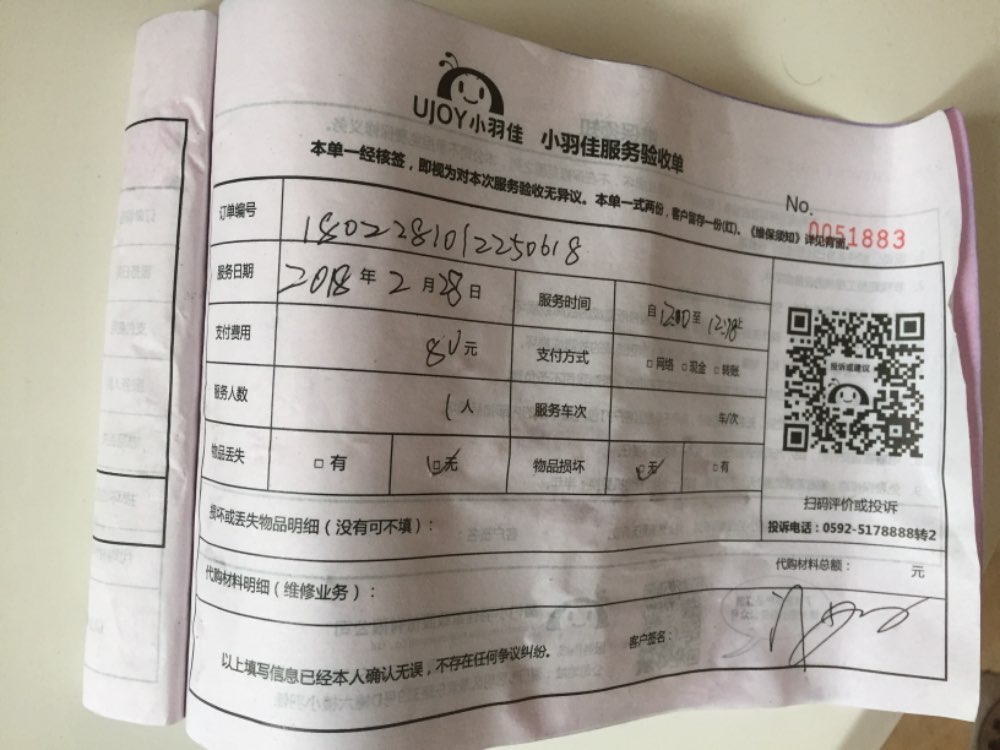 UJOY小羽佳 小羽佳服务验收单
No. 0051883
本单一经核签，即视为对本次服务验收无异议。本单一式两份，客户留存一份(红)。《维保须知》详见背面。
订单编号 1802281012250618
服务日期 2018年2月28日 服务时间 自12:00至
支付费用 80元 支付方式 □网络 □现金 □转账
服务人数 1人 服务车次 车/次
物品丢失 □有 □无 物品损坏 □无 □有
投诉或建议
扫码评价或投诉
投诉电话：0592-5178888转2
损坏或丢失物品明细（没有可不填）：
代购材料明细（维修业务）： 代购材料总额： 元
以上填写信息已经本人确认无误，不存在任何争议纠纷。 客户签名：